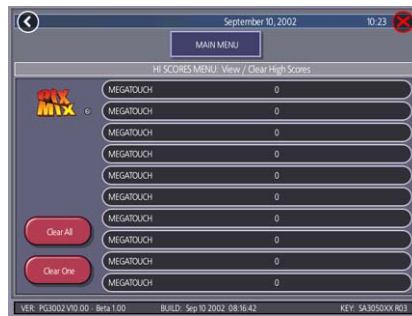 September 10, 2002 10:23
MAIN MENU
HI SCORES MENU: View / Clear High Scores
PIX
MIX
MEGATOUCH 0
MEGATOUCH 0
MEGATOUCH 0
MEGATOUCH 0
MEGATOUCH 0
MEGATOUCH 0
MEGATOUCH 0
MEGATOUCH 0
MEGATOUCH 0
MEGATOUCH 0
Clear All
Clear One
VER: PG3002 V10.00 - Beta 1.00 BUILD: Sep 10 2002 08:16:42 KEY: SA3050XX R03